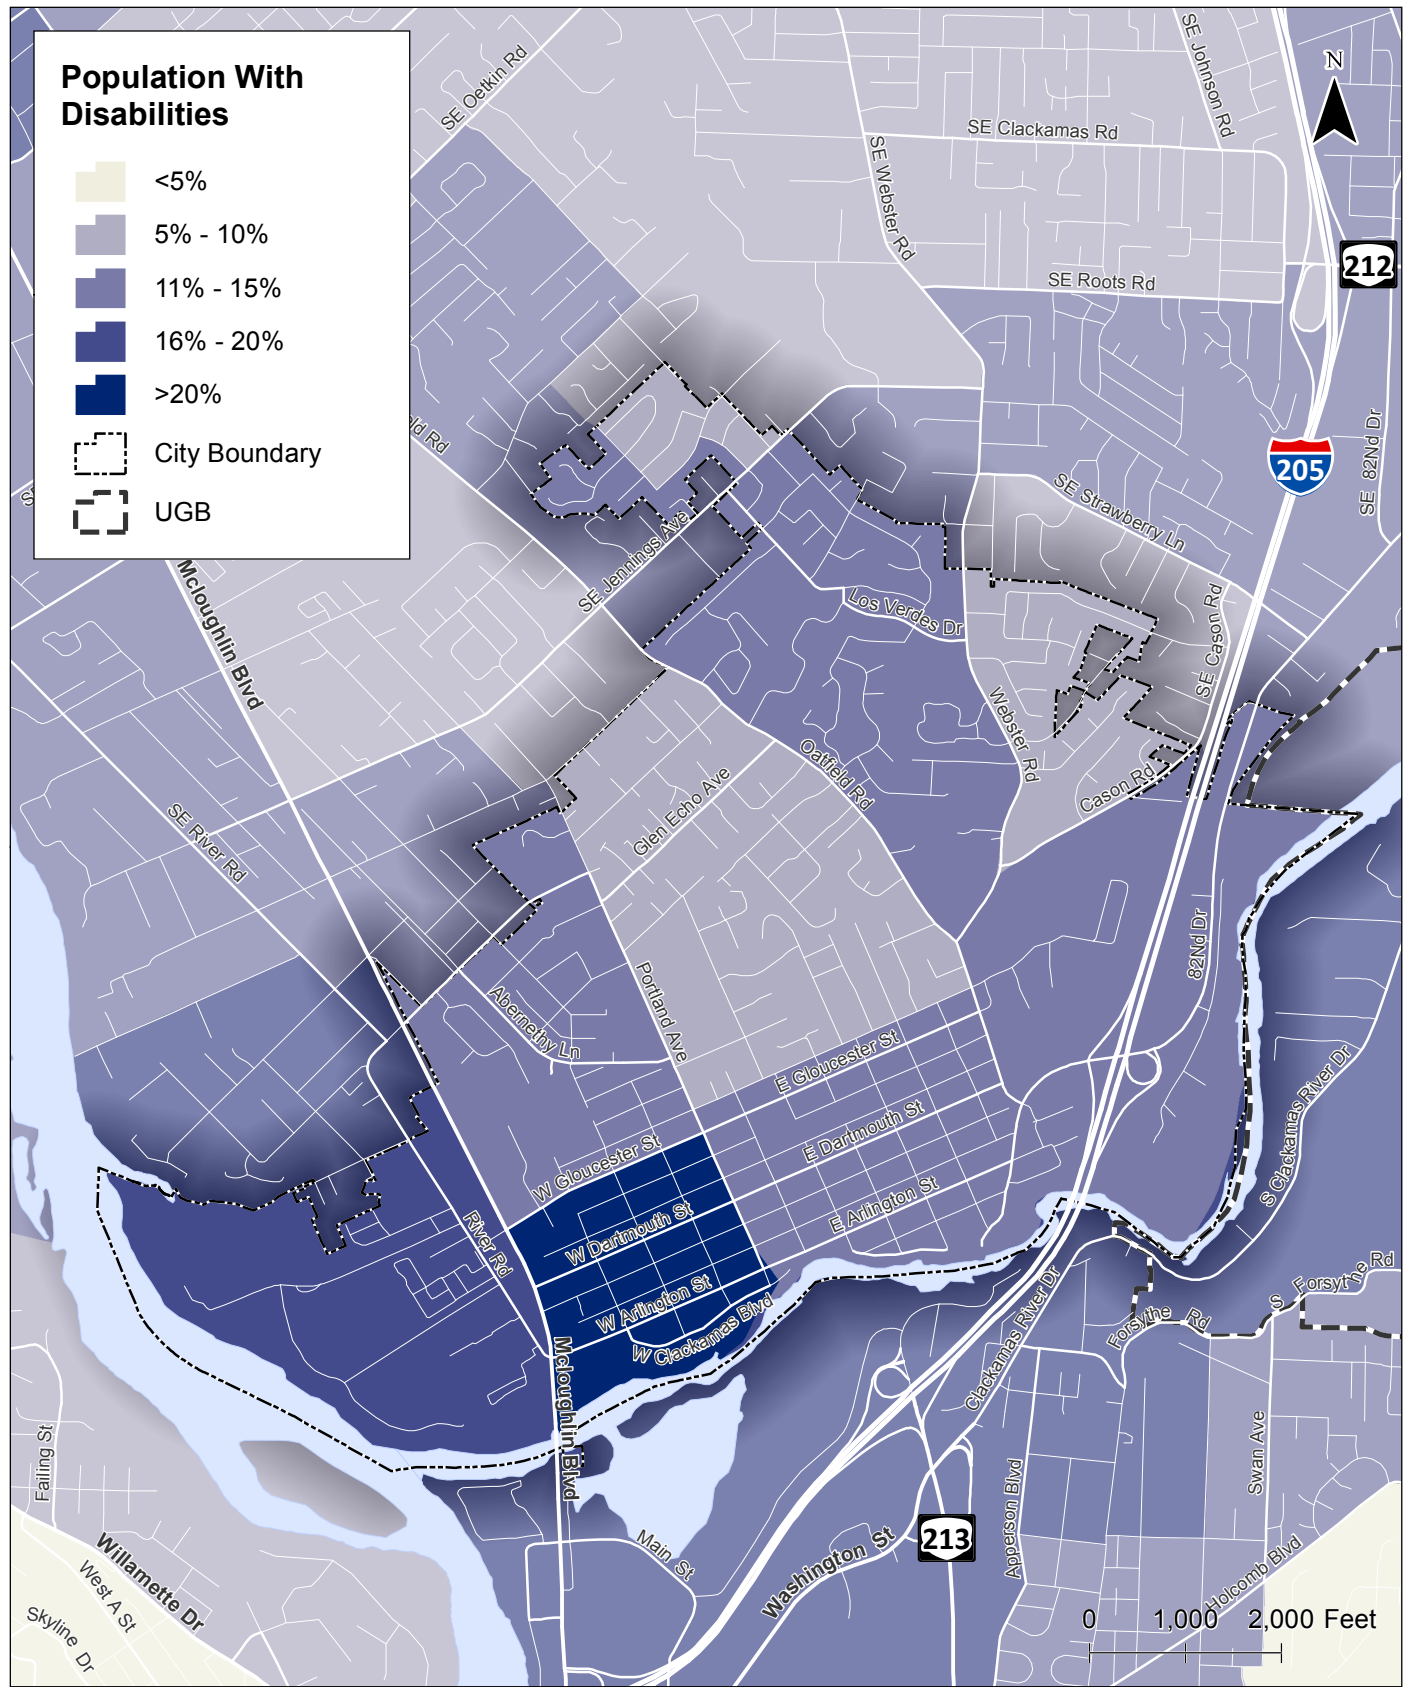 Population With
Disabilities
<5%
5% - 10%
11% - 15%
16% - 20%
>20%
City Boundary
UGB
N
SE Oetkin Rd
SE Johnson Rd
SE Clackamas Rd
SE Webster Rd
212
SE Roots Rd
SE 82Nd Dr
205
SE Strawberry Ln
SE Jennings Ave
Los Verdes Dr
SE Cason Rd
Mcloughlin Blvd
Webster Rd
Oatfield Rd
Cason Rd
Glen Echo Ave
SE River Rd
82Nd Dr
Portland Ave
Abernethy Ln
E Gloucester St
E Dartmouth St
E Arlington St
S Clackamas River Dr
W Gloucester St
W Dartmouth St
W Arlington St
W Clackamas Blvd
River Rd
Mcloughlin Blvd
Clackamas River Dr
Forsythe Rd
S Forsythe Rd
Failing St
Swan Ave
Apperson Blvd
213
Main St
Washington St
Holcomb Blvd
Willamette Dr
West A St
Skyline Dr
0 1,000 2,000 Feet